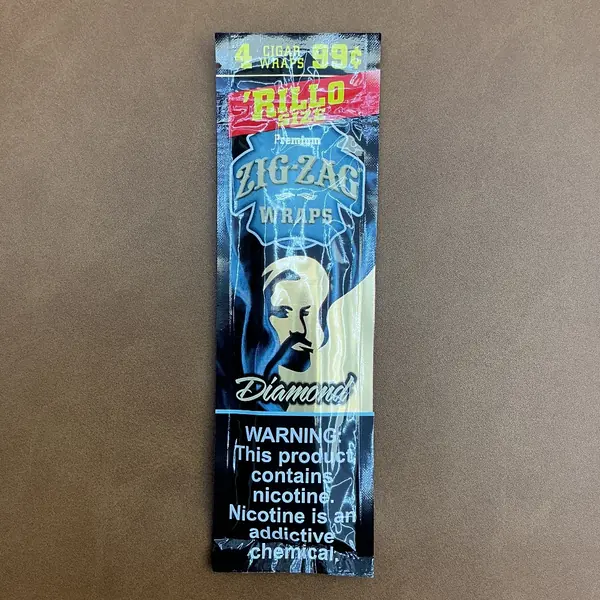 4 CIGAR WRAPS 99¢
'RILLO
SIZE
Premium
ZIG-ZAG
WRAPS
Diamond
WARNING:
This product
contains
nicotine.
Nicotine is an
addictive
chemical.